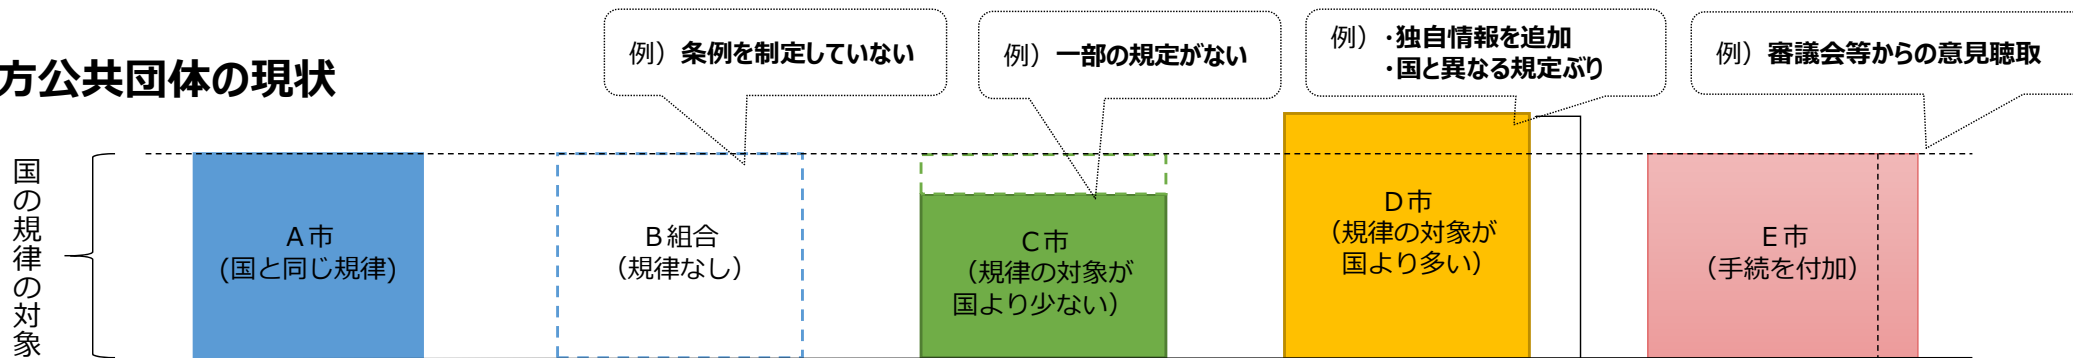 方公共団体の現状
例）条例を制定していない
例）一部の規定がない
例）・独自情報を追加
・国と異なる規定ぶり
例）審議会等からの意見聴取
国の規律の対象
Ａ市
(国と同じ規律)
Ｂ組合
（規律なし）
Ｃ市
（規律の対象が
国より少ない）
Ｄ市
（規律の対象が
国より多い）
Ｅ市
（手続を付加）